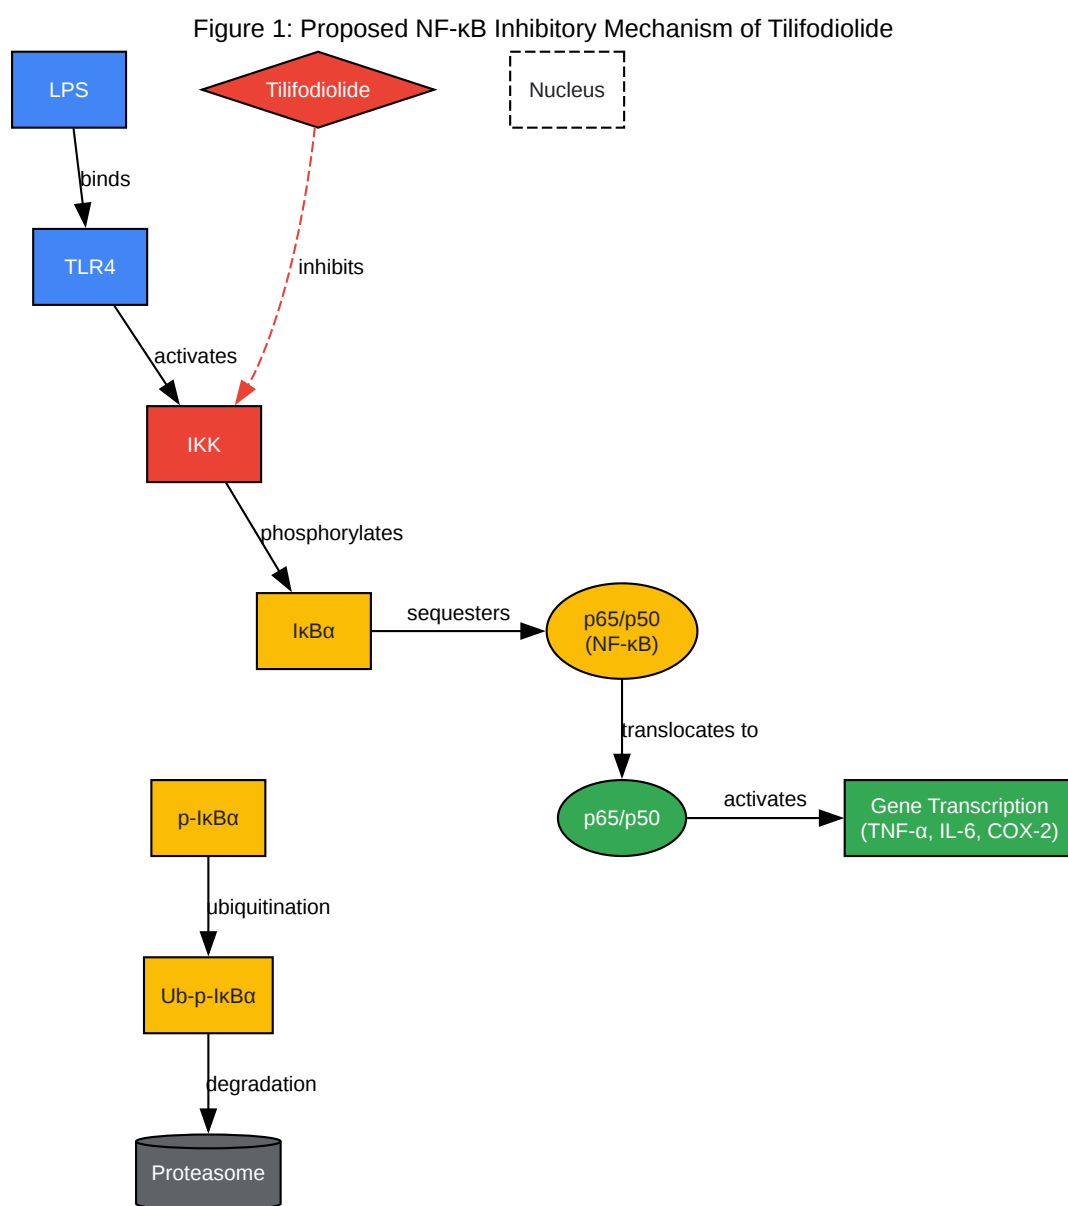 Figure 1: Proposed NF-κB Inhibitory Mechanism of Tilifodiolide
LPS
Tilifodiolide
Nucleus
binds
TLR4
inhibits
activates
IKK
phosphorylates
IκBα
sequesters
p65/p50
(NF-κB)
translocates to
p-IκBα
p65/p50
activates
Gene Transcription
(TNF-α, IL-6, COX-2)
ubiquitination
Ub-p-IκBα
degradation
Proteasome